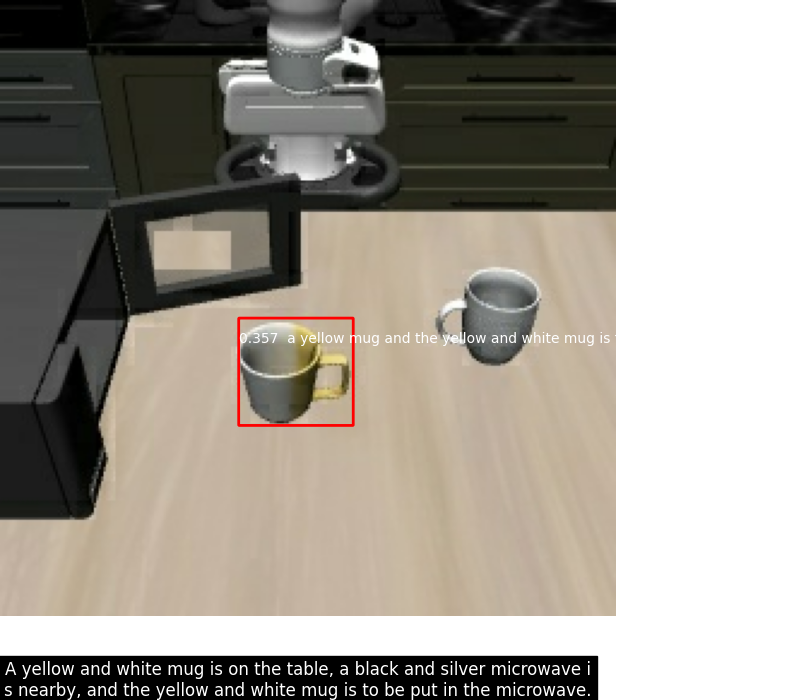 0.357 a yellow mug and the yellow and white mug is
A yellow and white mug is on the table, a black and silver microwave i
s nearby, and the yellow and white mug is to be put in the microwave.